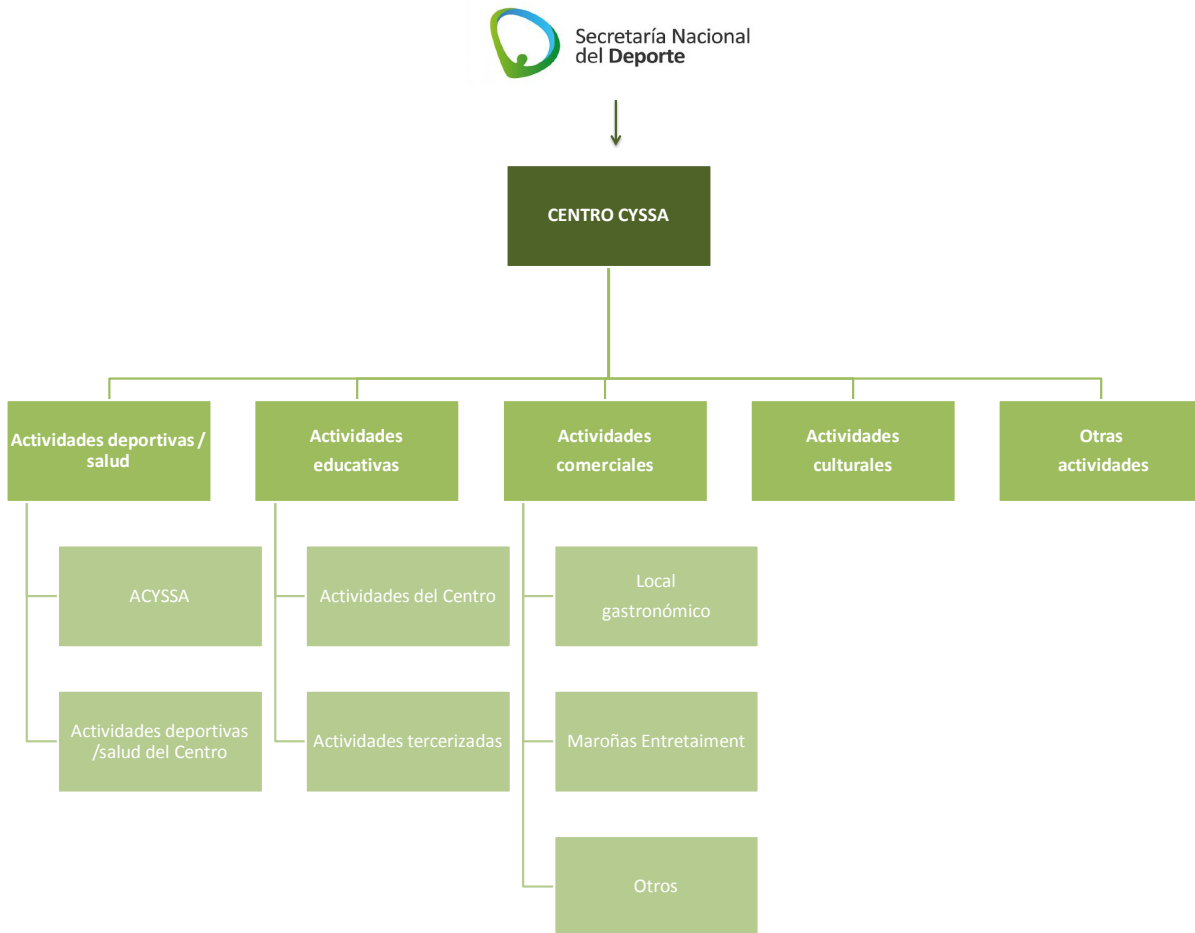 Secretaría Nacional
del Deporte
CENTRO CYSSA
Actividades deportivas /
salud
Actividades
educativas
Actividades
comerciales
Actividades
culturales
Otras
actividades
ACYSSA
Actividades del Centro
Local
gastronómico
Actividades deportivas
/salud del Centro
Actividades tercerizadas
Maroñas Entretaiment
Otros